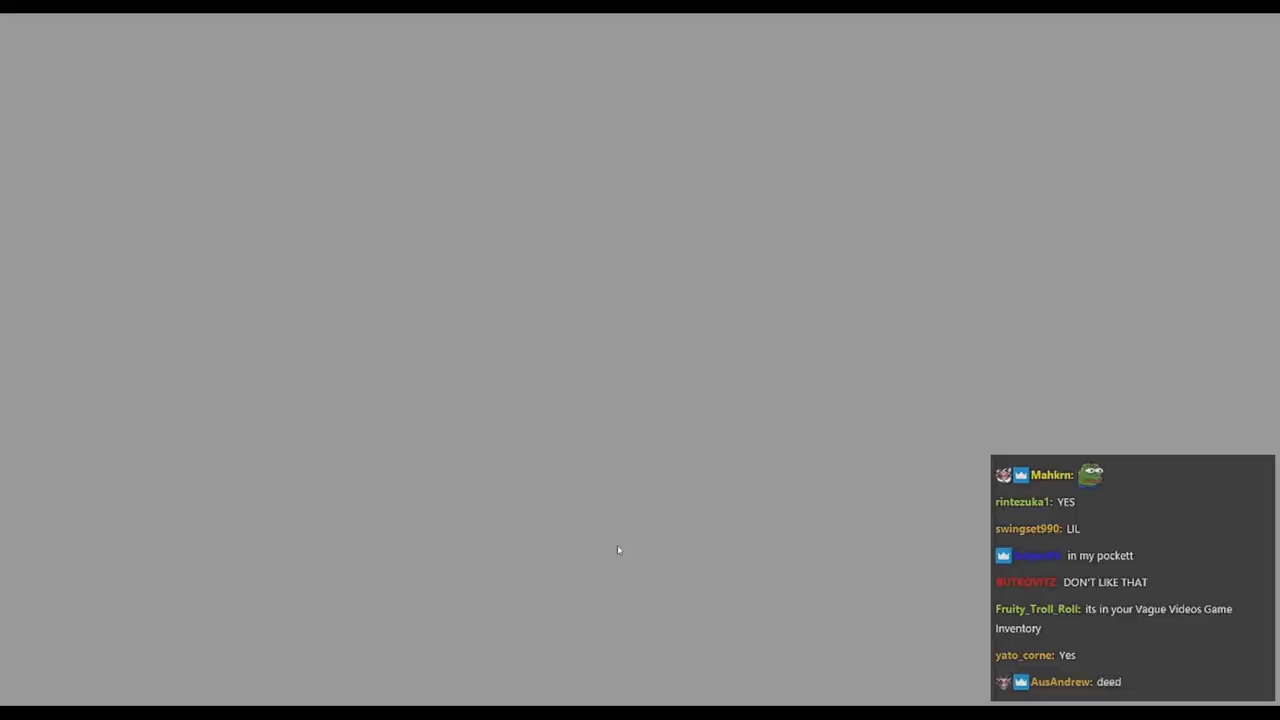 Mahkrn:
rintezuka1: YES
swingset990: LIL
in my pockett
BUTKOVITZ: DON'T LIKE THAT
Fruity_Troll_Roll: its in your Vague Videos Game
Inventory
yato_corne: Yes
AusAndrew: deed